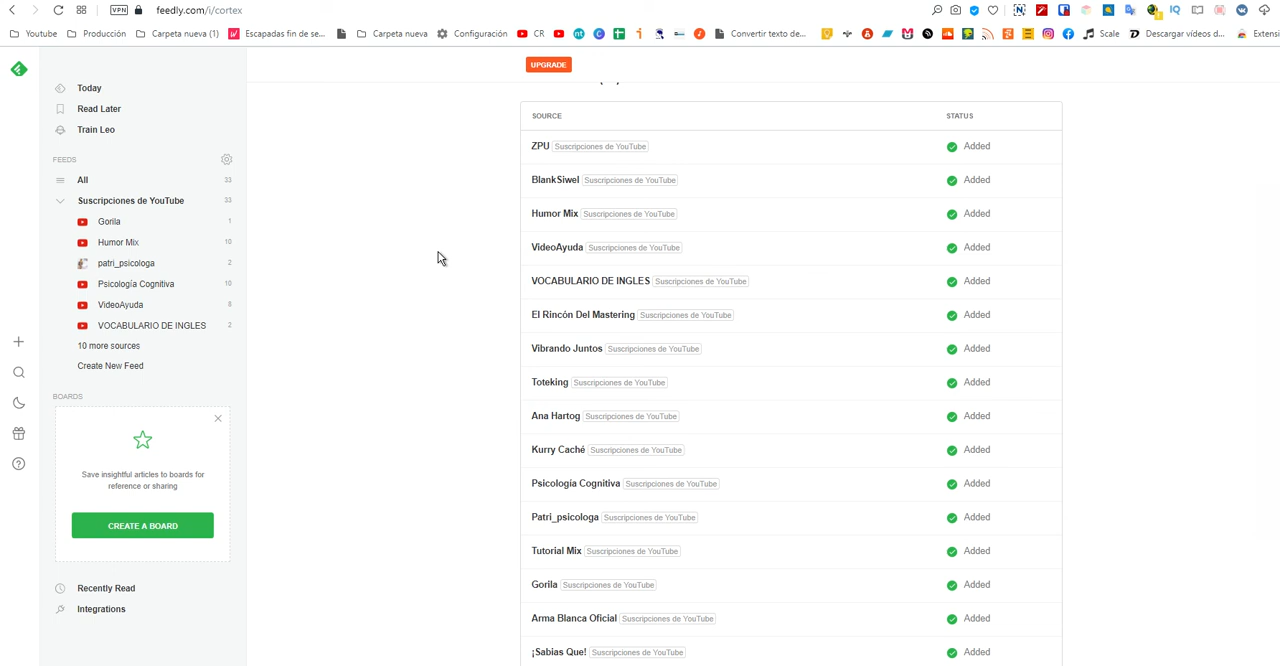 VPN feedly.com/i/cortex
Youtube Producción Carpeta nueva (1) Escapadas fin de se... Carpeta nueva Configuración CR Convertir texto de... Scale Descargar vídeos d... Extensi
UPGRADE
Today
Read Later
Train Leo
FEEDS
All 33
Suscripciones de YouTube 33
Gorila 1
Humor Mix 10
patri_psicologa 2
Psicología Cognitiva 10
VideoAyuda 8
VOCABULARIO DE INGLES 2
10 more sources
Create New Feed
BOARDS
Save insightful articles to boards for
reference or sharing
CREATE A BOARD
Recently Read
Integrations
SOURCE STATUS
ZPU Suscripciones de YouTube Added
BlankSiwel Suscripciones de YouTube Added
Humor Mix Suscripciones de YouTube Added
VideoAyuda Suscripciones de YouTube Added
VOCABULARIO DE INGLES Suscripciones de YouTube Added
El Rincón Del Mastering Suscripciones de YouTube Added
Vibrando Juntos Suscripciones de YouTube Added
Toteking Suscripciones de YouTube Added
Ana Hartog Suscripciones de YouTube Added
Kurry Caché Suscripciones de YouTube Added
Psicología Cognitiva Suscripciones de YouTube Added
Patri_psicologa Suscripciones de YouTube Added
Tutorial Mix Suscripciones de YouTube Added
Gorila Suscripciones de YouTube Added
Arma Blanca Oficial Suscripciones de YouTube Added
¡Sabias Que! Suscripciones de YouTube Added